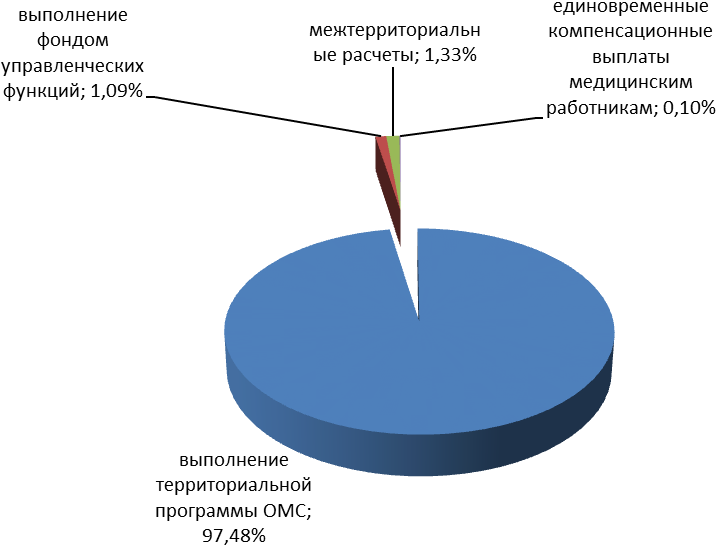 выполнение
фондом
управленческих
функций; 1,09%
межтерриториальн
ые расчеты; 1,33%
единовременные
компенсационные
выплаты
медицинским
работникам; 0,10%
выполнение
территориальной
программы ОМС;
97,48%